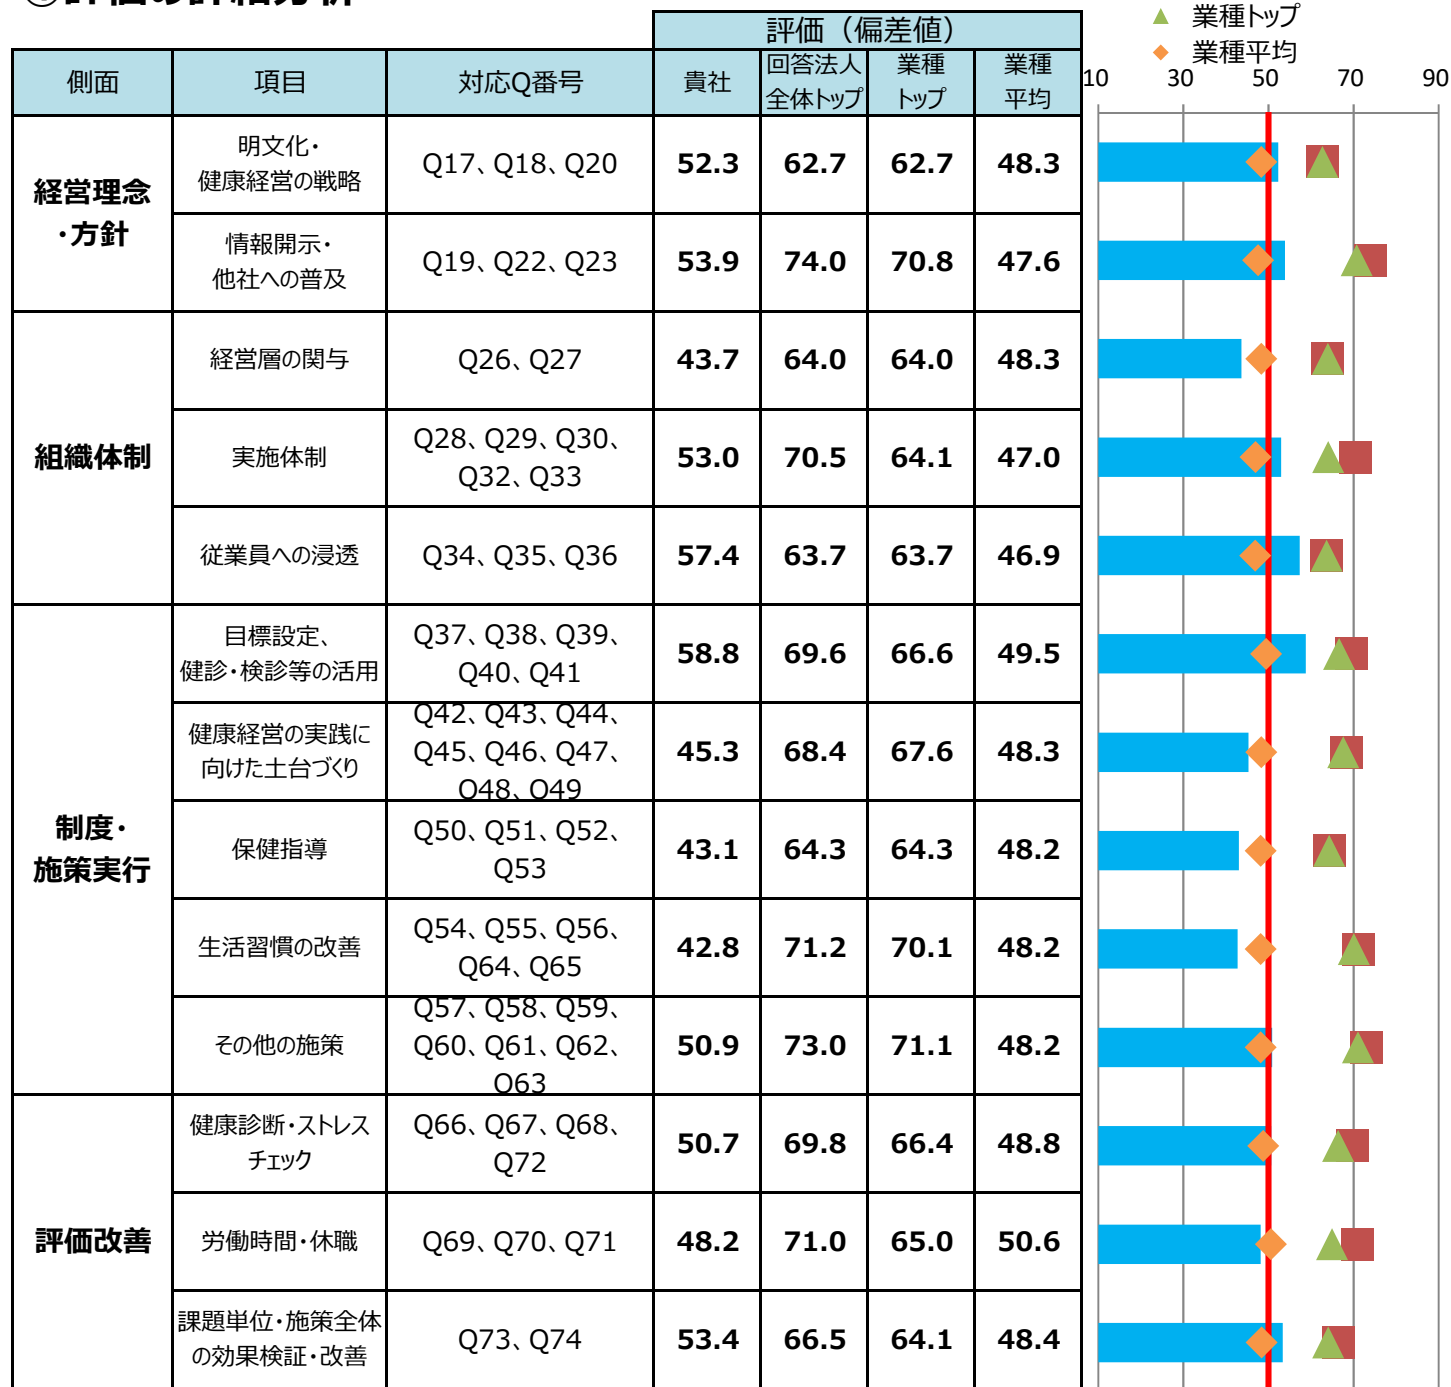 評価の詳細分析
評価（偏差値）
業種トップ
業種平均
側面 項目 対応Q番号 貴社 回答法人 業種 業種
全体トップ トップ 平均
10 30 50 70 90
経営理念
・方針
明文化・
健康経営の戦略
Q17、Q18、Q20 52.3 62.7 62.7 48.3
情報開示・
他社への普及
Q19、Q22、Q23 53.9 74.0 70.8 47.6
組織体制
経営層の関与 Q26、Q27 43.7 64.0 64.0 48.3
実施体制
Q28、Q29、Q30、
Q32、Q33
53.0 70.5 64.1 47.0
従業員への浸透 Q34、Q35、Q36 57.4 63.7 63.7 46.9
制度・
施策実行
目標設定、
健診・検診等の活用
Q37、Q38、Q39、
Q40、Q41
58.8 69.6 66.6 49.5
健康経営の実践に
向けた土台づくり
Q42、Q43、Q44、
Q45、Q46、Q47、
Q48、Q49
45.3 68.4 67.6 48.3
保健指導
Q50、Q51、Q52、
Q53
43.1 64.3 64.3 48.2
生活習慣の改善
Q54、Q55、Q56、
Q64、Q65
42.8 71.2 70.1 48.2
その他の施策
Q57、Q58、Q59、
Q60、Q61、Q62、
Q63
50.9 73.0 71.1 48.2
評価改善
健康診断・ストレス
チェック
Q66、Q67、Q68、
Q72
50.7 69.8 66.4 48.8
労働時間・休職 Q69、Q70、Q71 48.2 71.0 65.0 50.6
課題単位・施策全体
の効果検証・改善
Q73、Q74 53.4 66.5 64.1 48.4